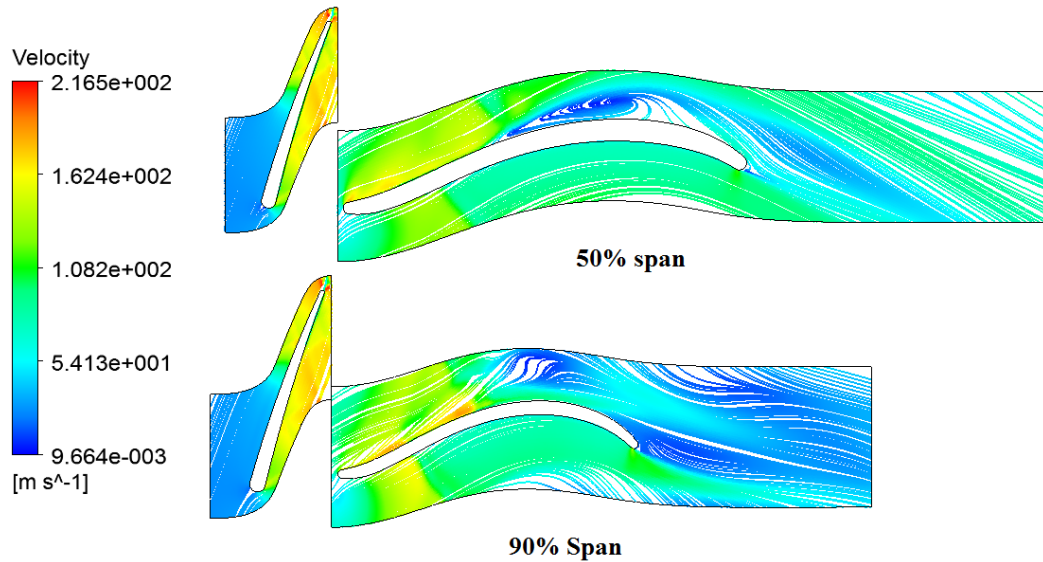 Velocity
2.165e+002
1.624e+002
1.082e+002
5.413e+001
9.664e-003
[m s^-1]
50% span
90% Span